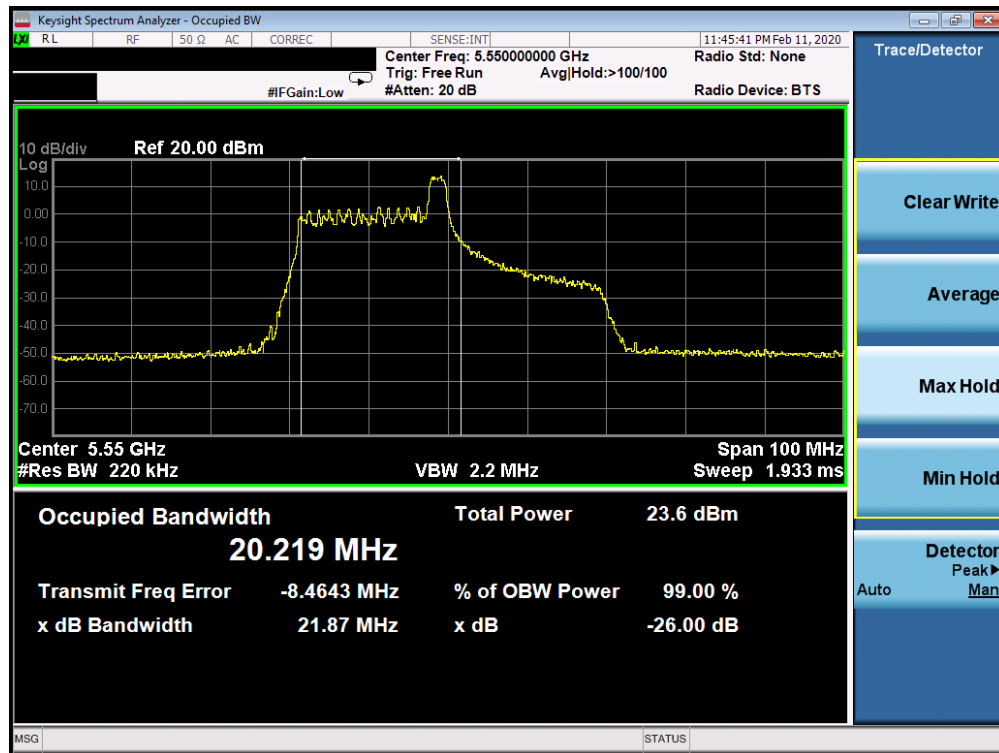 Keysight Spectrum Analyzer - Occupied BW
LXI RL RF 50 Ω AC CORREC SENSE:INT 11:45:41 PM Feb 11, 2020
Center Freq: 5.550000000 GHz Radio Std: None
Trig: Free Run Avg|Hold:>100/100
#IFGain:Low #Atten: 20 dB Radio Device: BTS
10 dB/div Ref 20.00 dBm
Log
10.0
0.00
-10.0
-20.0
-30.0
-40.0
-50.0
-60.0
-70.0
Center 5.55 GHz Span 100 MHz
#Res BW 220 kHz VBW 2.2 MHz Sweep 1.933 ms
Occupied Bandwidth Total Power 23.6 dBm
20.219 MHz
Transmit Freq Error -8.4643 MHz % of OBW Power 99.00 %
x dB Bandwidth 21.87 MHz x dB -26.00 dB
MSG STATUS
Trace/Detector
Clear Write
Average
Max Hold
Min Hold
Detector
Peak▶
Auto Man